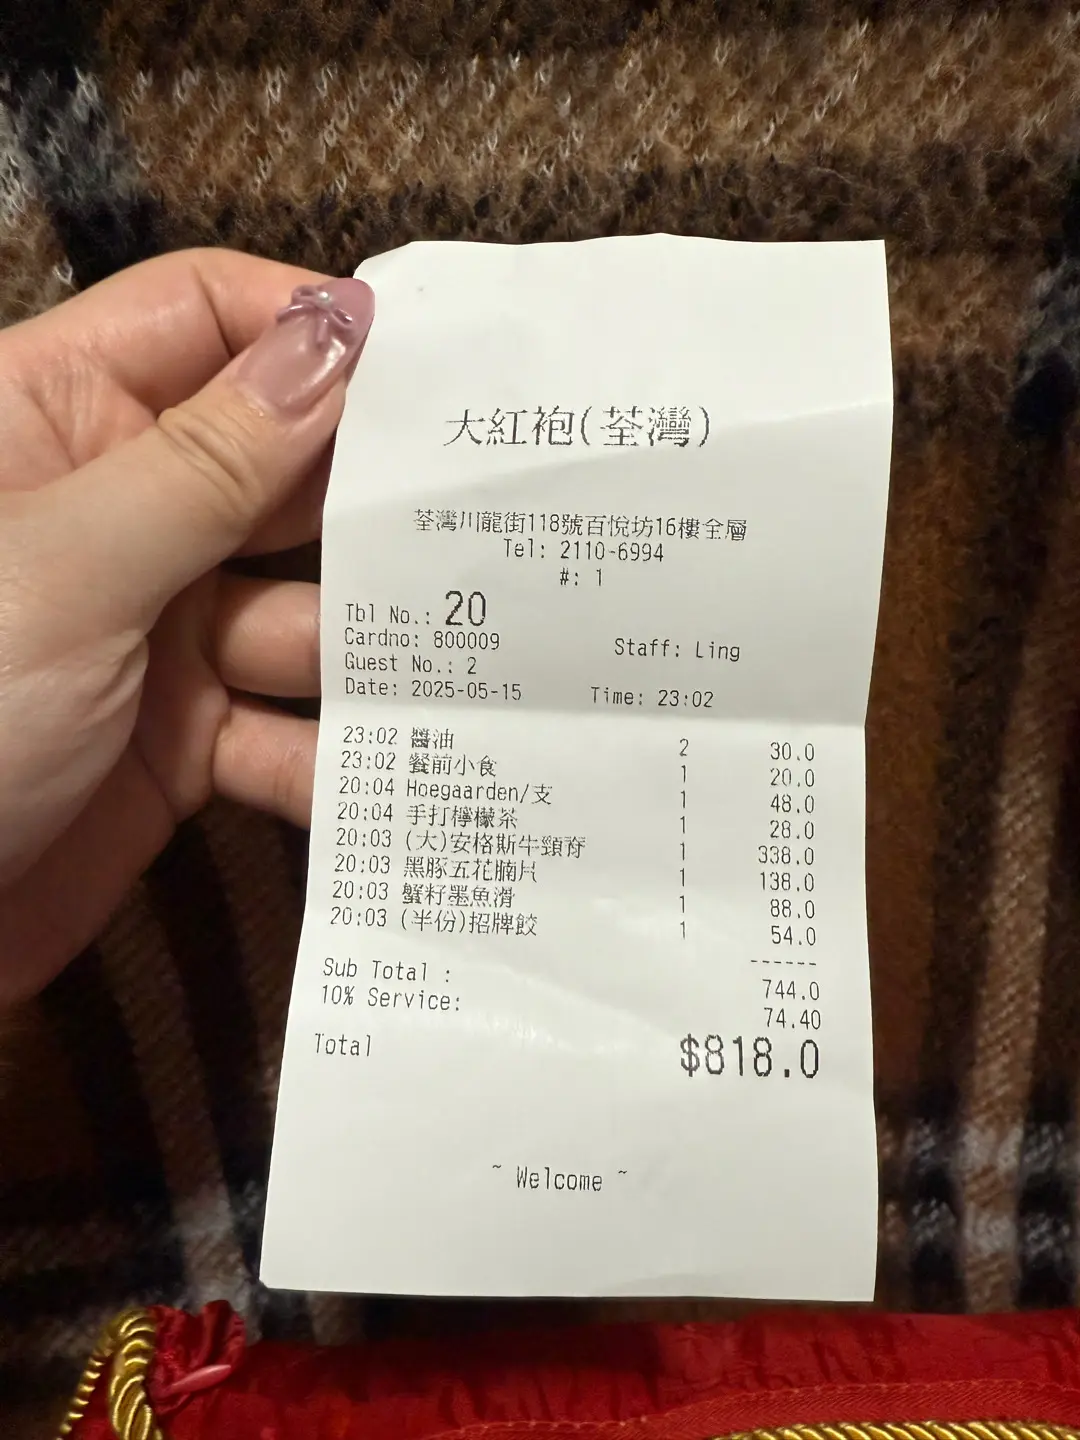 大紅袍(荃灣)
荃灣川龍街118號百悅坊16樓全層
Tel: 2110-6994
#: 1
Tbl No.: 20
Cardno: 800009 Staff: Ling
Guest No.: 2
Date: 2025-05-15 Time: 23:02
23:02 醬油 2 30.0
23:02 餐前小食 1 20.0
20:04 Hoegaarden/支 1 48.0
20:04 手打檸檬茶 1 28.0
20:03 (大)安格斯牛頸脊 1 338.0
20:03 黑豚五花腩片 1 138.0
20:03 蟹籽墨魚滑 1 88.0
20:03 (半份)招牌餃 1 54.0
------
Sub Total : 744.0
10% Service: 74.40
Total $818.0
~ Welcome ~